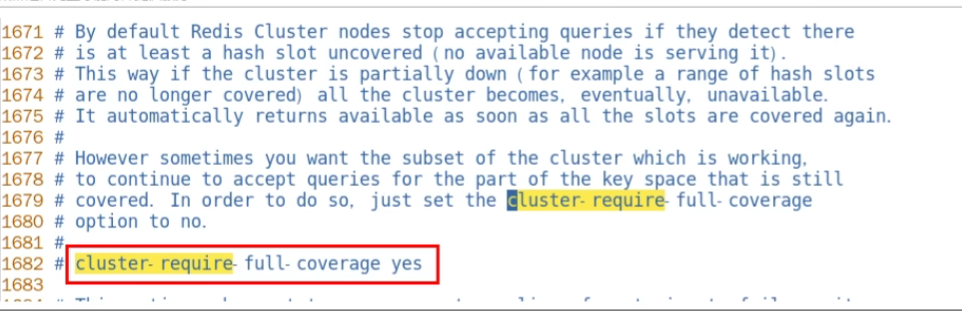 1671 # By default Redis Cluster nodes stop accepting queries if they detect there
1672 # is at least a hash slot uncovered (no available node is serving it).
1673 # This way if the cluster is partially down (for example a range of hash slots
1674 # are no longer covered) all the cluster becomes, eventually, unavailable.
1675 # It automatically returns available as soon as all the slots are covered again.
1676 #
1677 # However sometimes you want the subset of the cluster which is working,
1678 # to continue to accept queries for the part of the key space that is still
1679 # covered. In order to do so, just set the cluster-require-full-coverage
1680 # option to no.
1681 #
1682 # cluster-require-full-coverage yes
1683